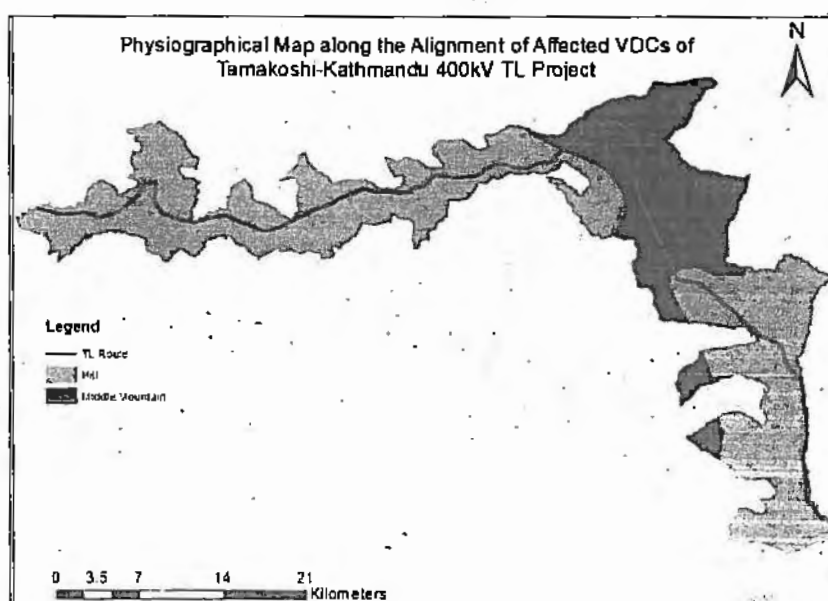 Physiographical Map along the Alignment of Affected VDCs of
Tamakoshi-Kathmandu 400kV TL Project
N
Legend
TL Route
Hill
Middle Mountain
0 3.5 7 14 21
Kilometers